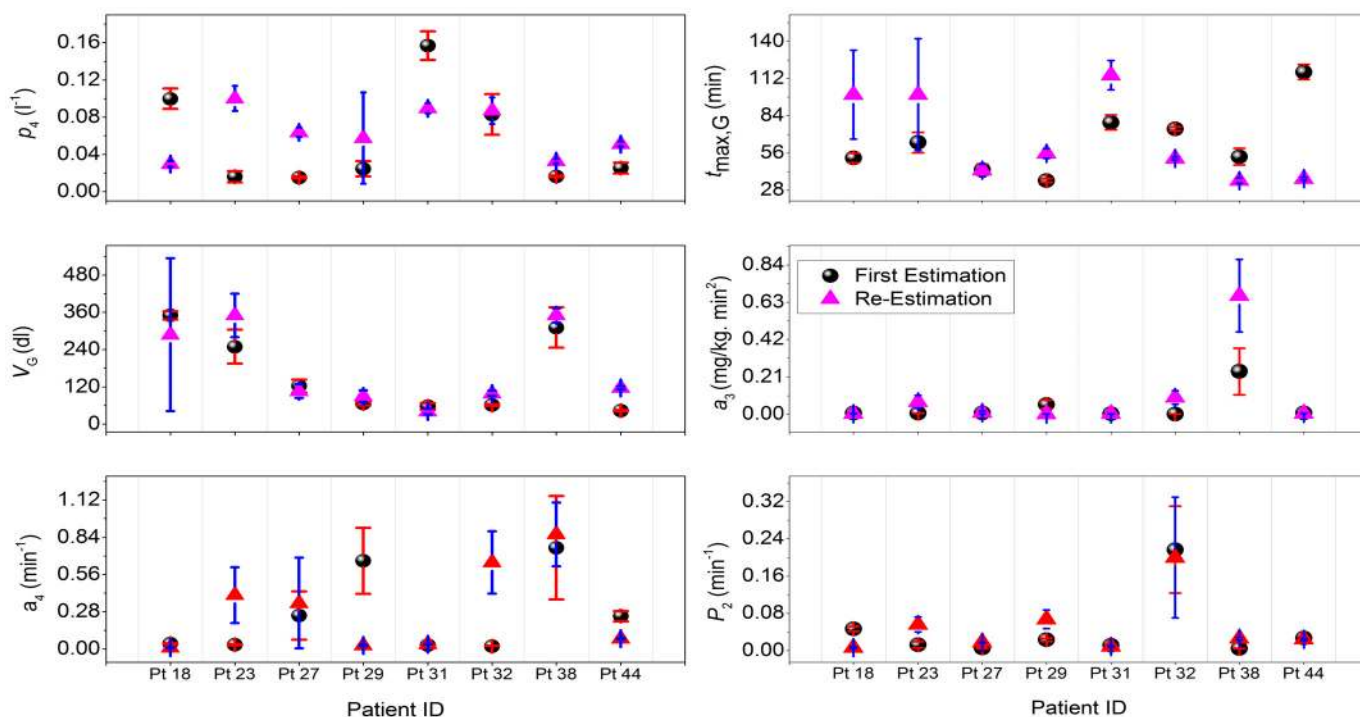 0.16
0.12
0.08
0.04
0.00
p₄ (l⁻¹)
140
112
84
56
28
t_max,G (min)
480
360
240
120
0
V_G (dl)
0.84
0.63
0.42
0.21
0.00
a₃ (mg/kg. min²)
First Estimation
Re-Estimation
1.12
0.84
0.56
0.28
0.00
a₄ (min⁻¹)
Pt 18 Pt 23 Pt 27 Pt 29 Pt 31 Pt 32 Pt 38 Pt 44
Patient ID
0.32
0.24
0.16
0.08
0.00
P₂ (min⁻¹)
Pt 18 Pt 23 Pt 27 Pt 29 Pt 31 Pt 32 Pt 38 Pt 44
Patient ID